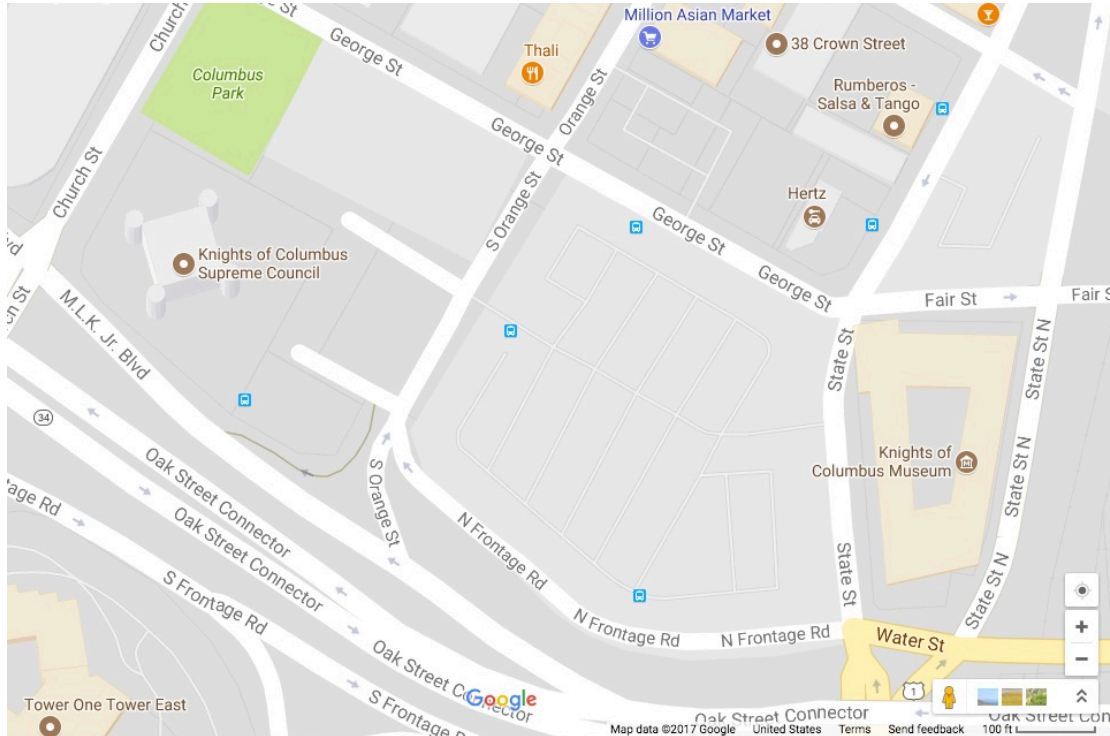 Church St
George St
Million Asian Market
38 Crown Street
Thali
Columbus
Park
Orange St
Rumberos -
Salsa & Tango
George St
Church St
S Orange St
George St
Hertz
Knights of Columbus
Supreme Council
George St
Fair St
Fair S
M.L.K. Jr. Blvd
State St
State St N
34
Knights of
Columbus Museum
Oak Street Connector
S Orange St
State St N
Oak Street Connector
N Frontage Rd
State St
S Frontage Rd
N Frontage Rd
N Frontage Rd
Water St
State St N
Oak Street Connector
S Frontage Rd
1
Tower One Tower East
Google
Oak Street Connector
Oak Street Con
Map data ©2017 Google United States Terms Send feedback 100 ft